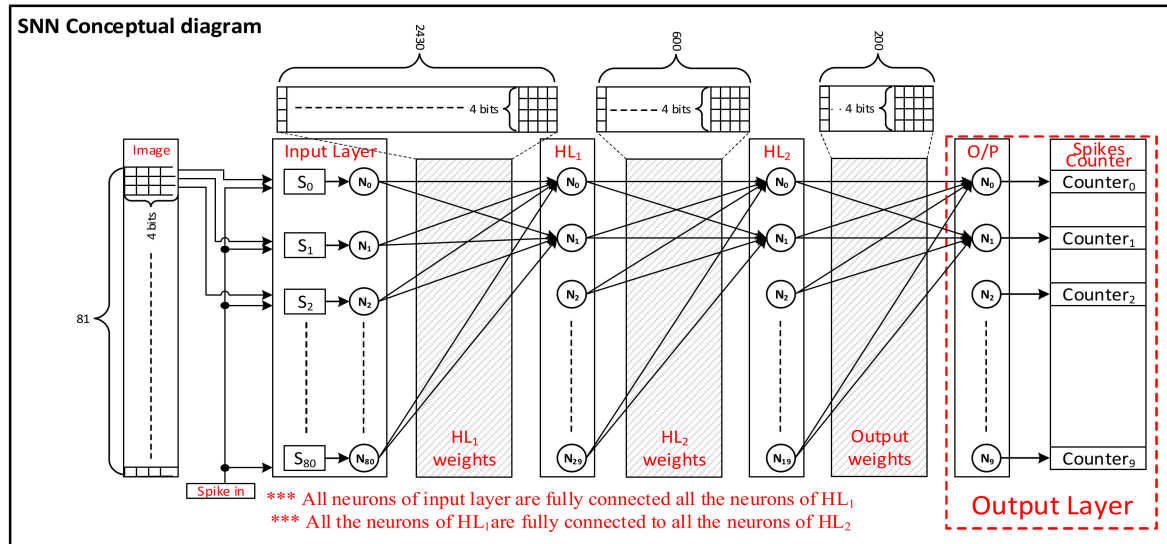 SNN Conceptual diagram
2430
600
200
4 bits
4 bits
4 bits
Image
Input Layer
HL1
HL2
O/P
Spikes
Counter
S0
N0
N0
N0
N0
Counter0
4 bits
S1
N1
N1
N1
N1
Counter1
S2
N2
N2
N2
N2
Counter2
81
S80
N80
HL1
weights
N29
HL2
weights
N19
Output
weights
N9
Counter9
Spike in
*** All neurons of input layer are fully connected all the neurons of HL1
*** All the neurons of HL1are fully connected to all the neurons of HL2
Output Layer